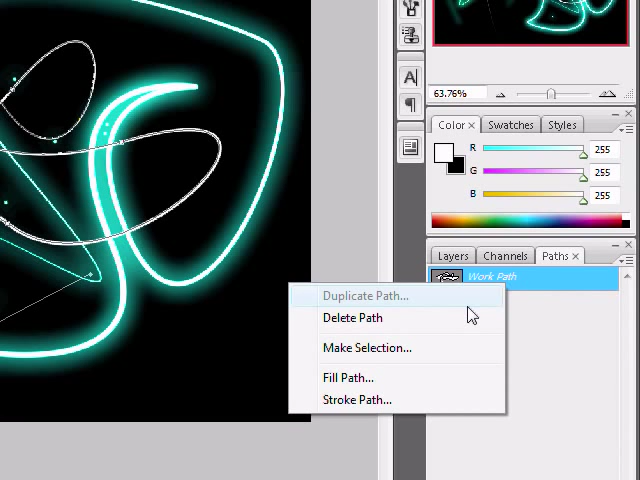 A
63.76%
Color × Swatches Styles
R 255
G 255
B 255
Layers Channels Paths ×
Work Path
Duplicate Path...
Delete Path
Make Selection...
Fill Path...
Stroke Path...